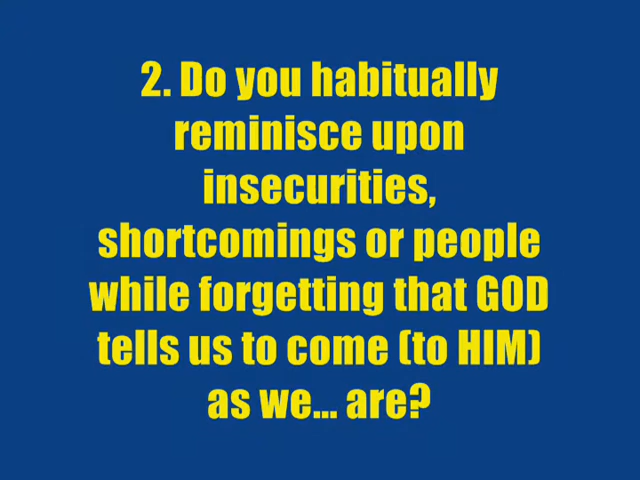 2. Do you habitually
reminisce upon
insecurities,
shortcomings or people
while forgetting that GOD
tells us to come (to HIM)
as we... are?